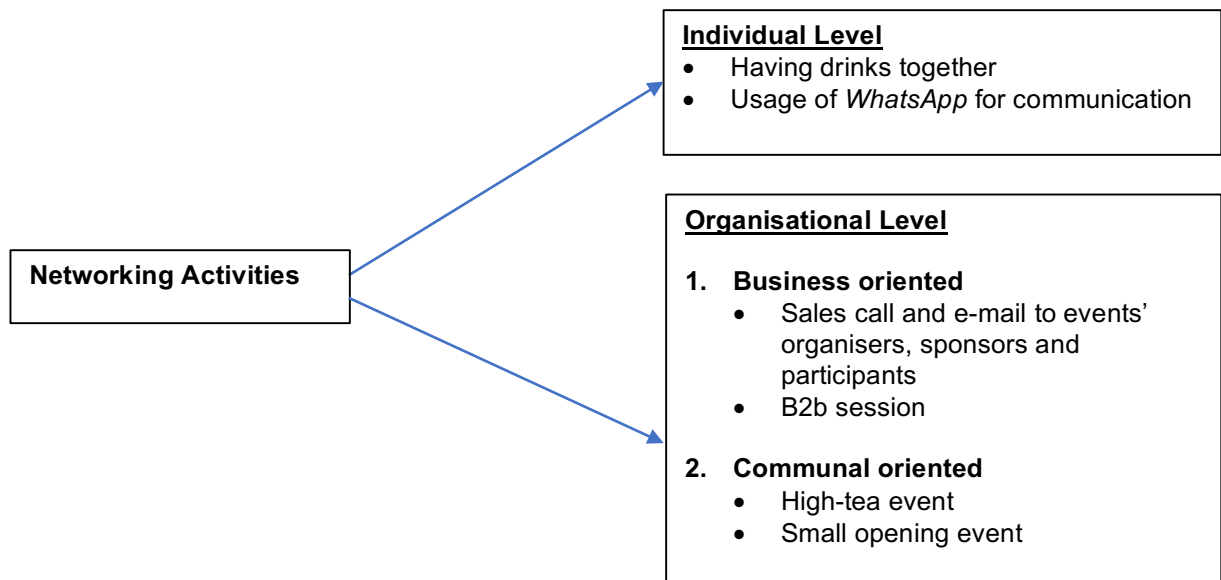 Individual Level
• Having drinks together
• Usage of WhatsApp for communication
Organisational Level
Networking Activities
1. Business oriented
• Sales call and e-mail to events’
organisers, sponsors and
participants
• B2b session
2. Communal oriented
• High-tea event
• Small opening event